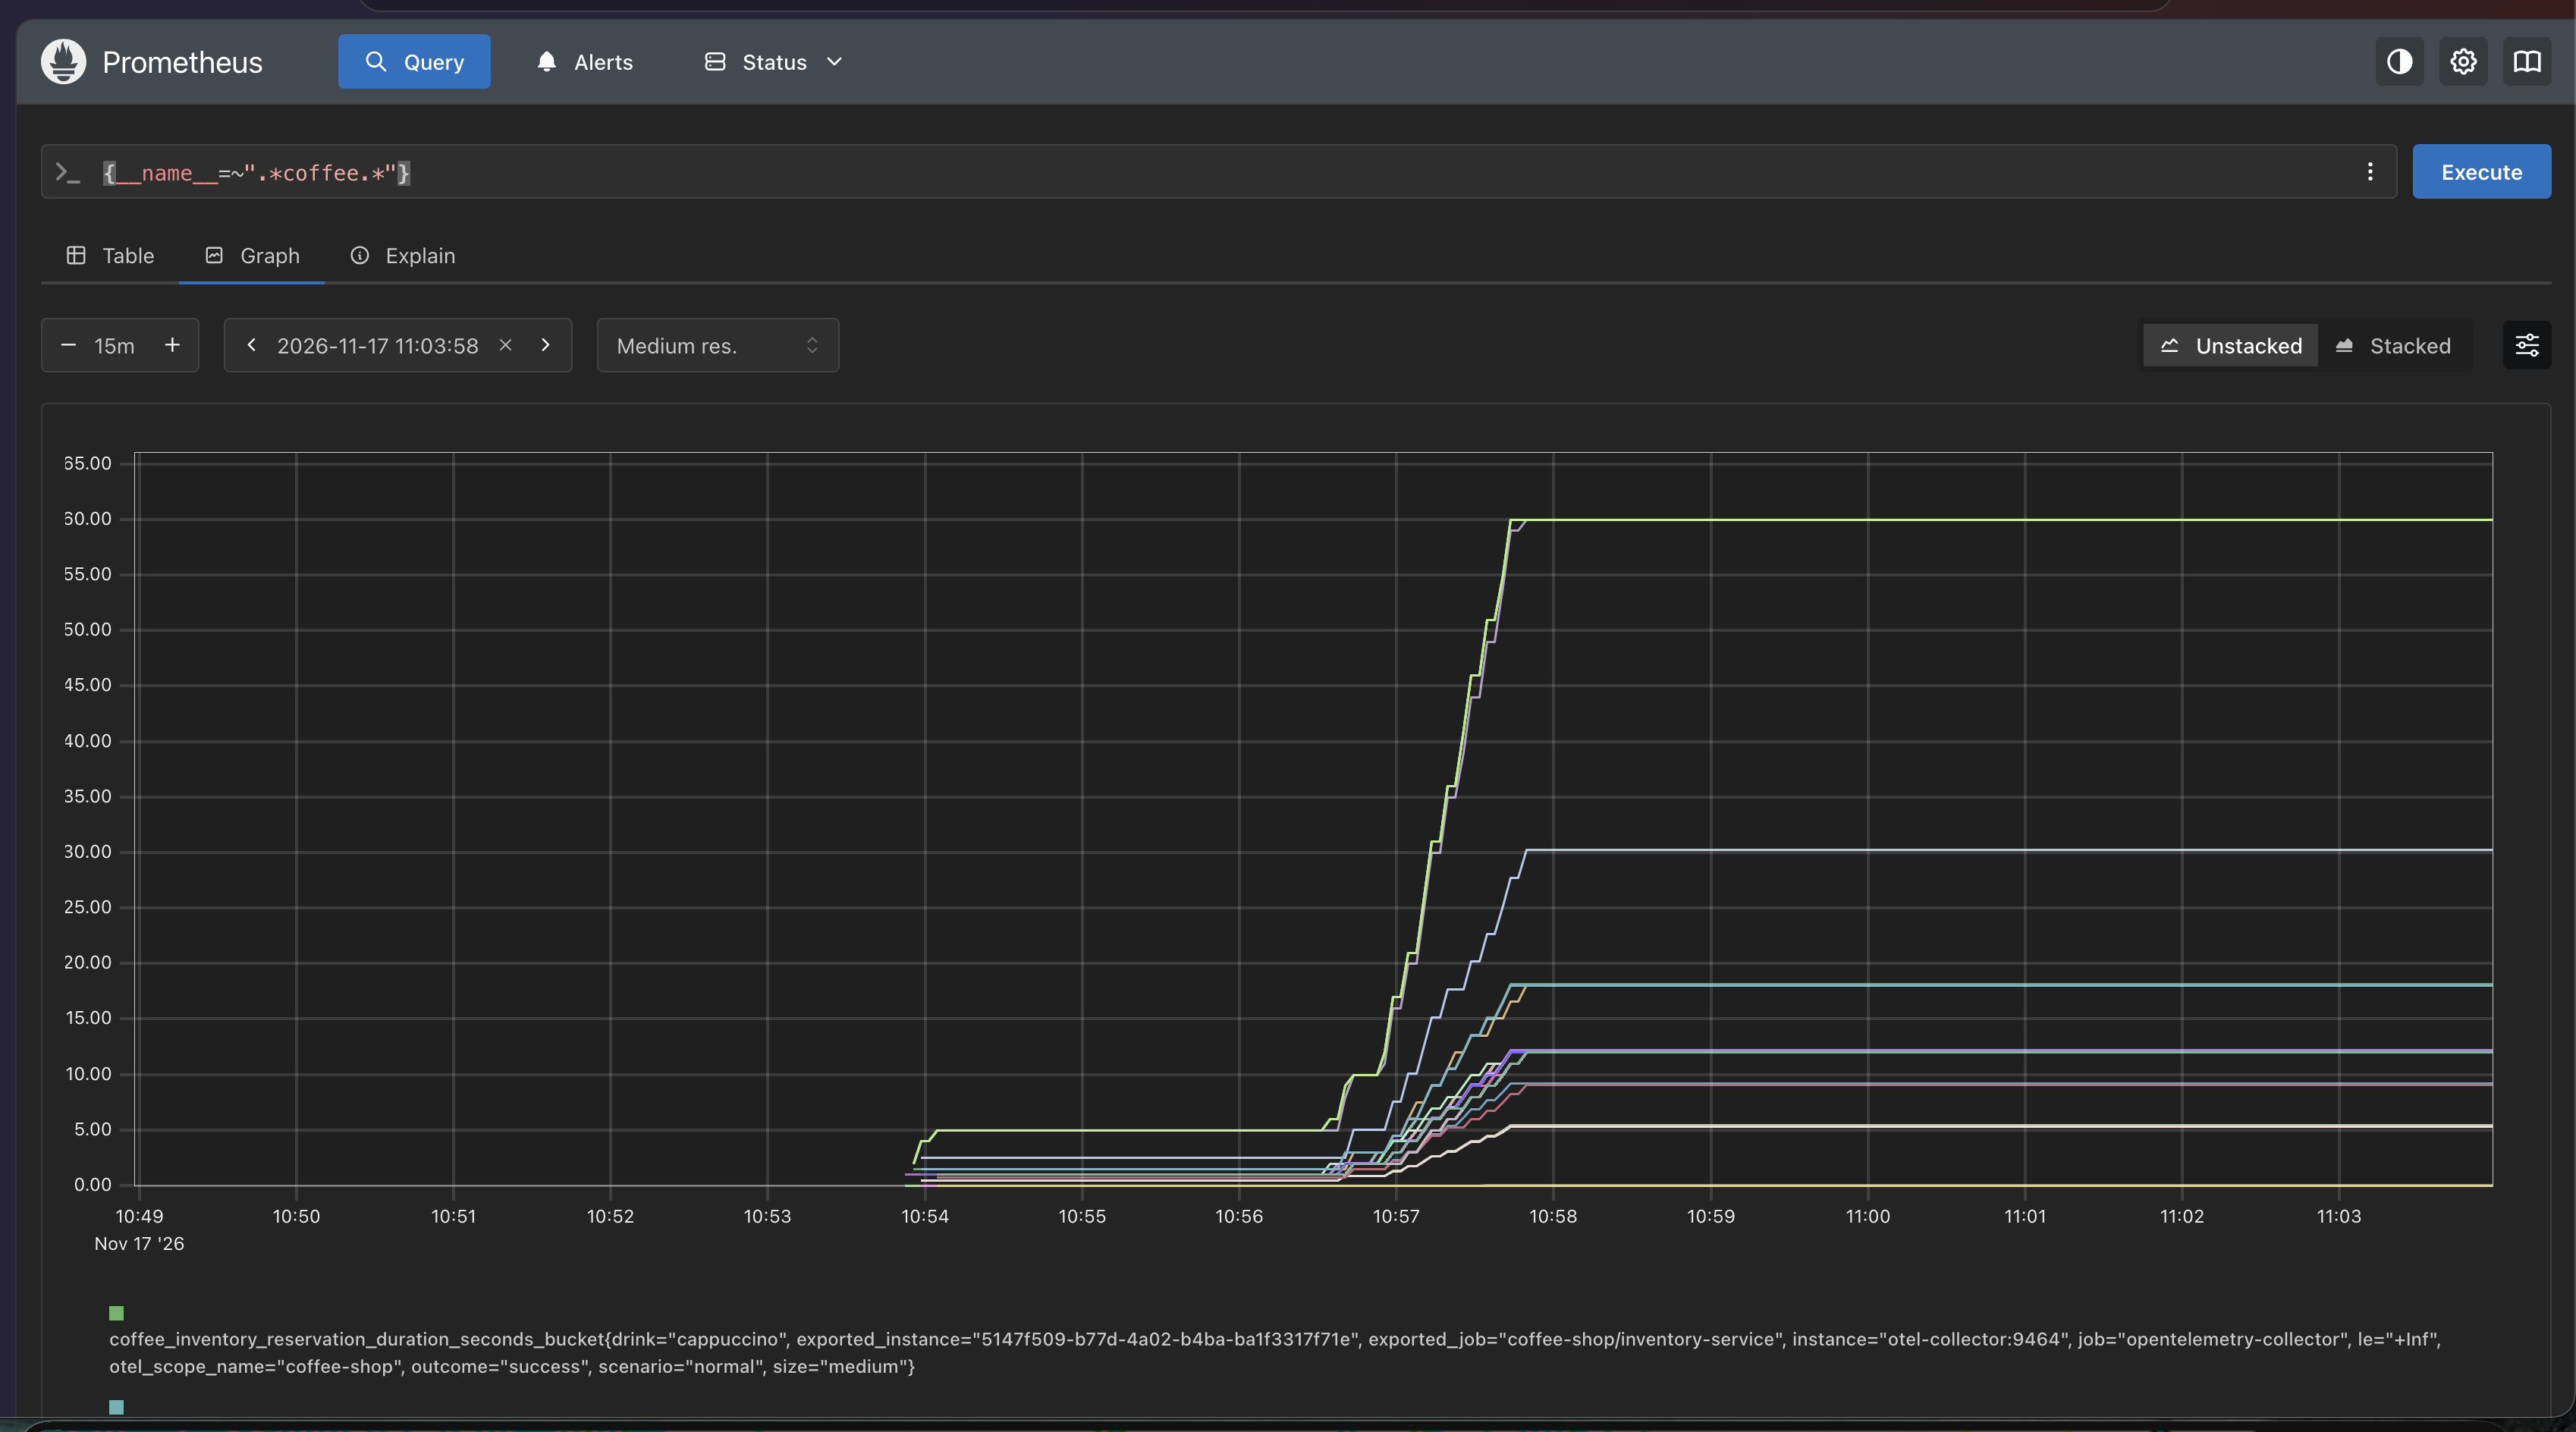 Prometheus
Query
Alerts
Status
{__name__=~".*coffee.*"}
Execute
Table
Graph
Explain
15m
2026-11-17 11:03:58
Medium res.
Unstacked
Stacked
65.00
60.00
55.00
50.00
45.00
40.00
35.00
30.00
25.00
20.00
15.00
10.00
5.00
0.00
10:49 10:50 10:51 10:52 10:53 10:54 10:55 10:56 10:57 10:58 10:59 11:00 11:01 11:02 11:03
Nov 17 '26
coffee_inventory_reservation_duration_seconds_bucket{drink="cappuccino", exported_instance="5147f509-b77d-4a02-b4ba-ba1f3317f71e", exported_job="coffee-shop/inventory-service", instance="otel-collector:9464", job="opentelemetry-collector", le="+Inf",
otel_scope_name="coffee-shop", outcome="success", scenario="normal", size="medium"}